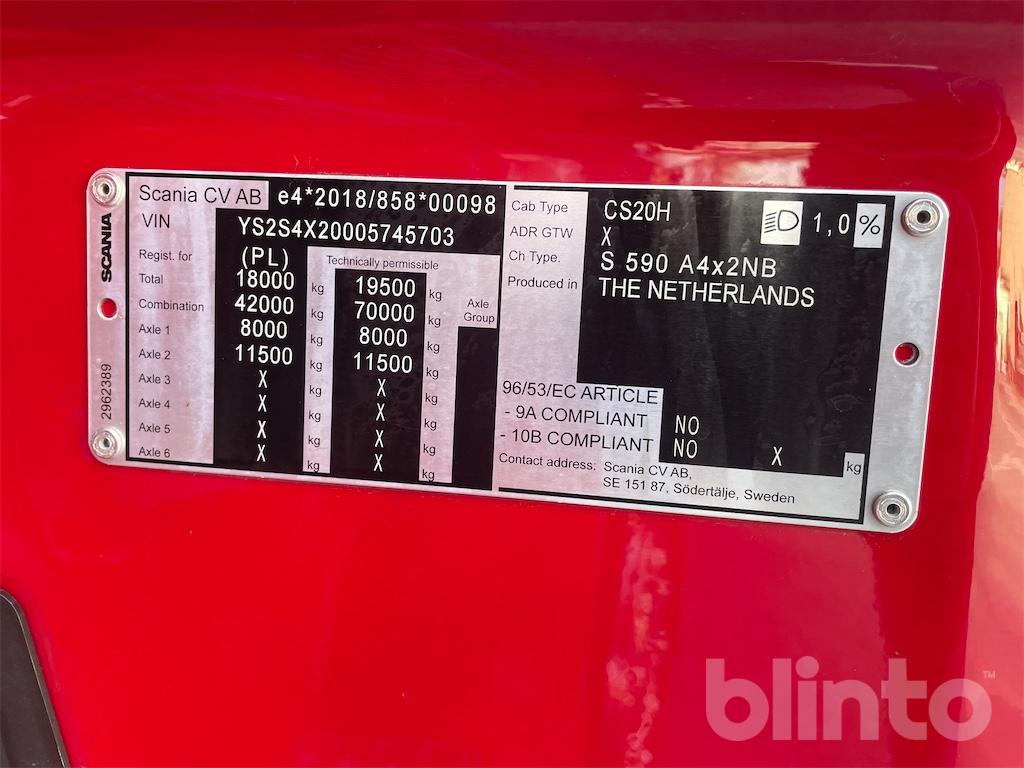 SCANIA
2962389
Scania CV AB e4*2018/858*00098
VIN YS2S4X20005745703
Regist. for (PL) Technically permissible
Total 18000 kg 19500 kg Axle Group
Combination 42000 kg 70000 kg
Axle 1 8000 kg 8000 kg
Axle 2 11500 kg 11500 kg
Axle 3 X kg X kg
Axle 4 X kg X kg
Axle 5 X kg X kg
Axle 6 X kg X kg
Cab Type CS20H 1,0 %
ADR GTW X
Ch Type. S 590 A4x2NB
Produced in THE NETHERLANDS
96/53/EC ARTICLE
- 9A COMPLIANT NO
- 10B COMPLIANT NO X kg
Contact address: Scania CV AB,
SE 151 87, Södertälje, Sweden
blinto™